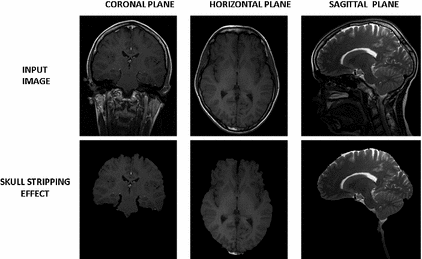 CORONAL PLANE HORIZONTAL PLANE SAGITTAL PLANE
INPUT
IMAGE
SKULL STRIPPING
EFFECT